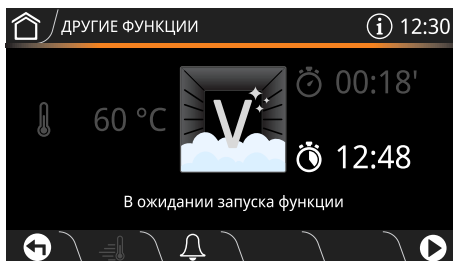 ДРУГИЕ ФУНКЦИИ
i 12:30
60 °C
V
00:18'
12:48
В ожидании запуска функции